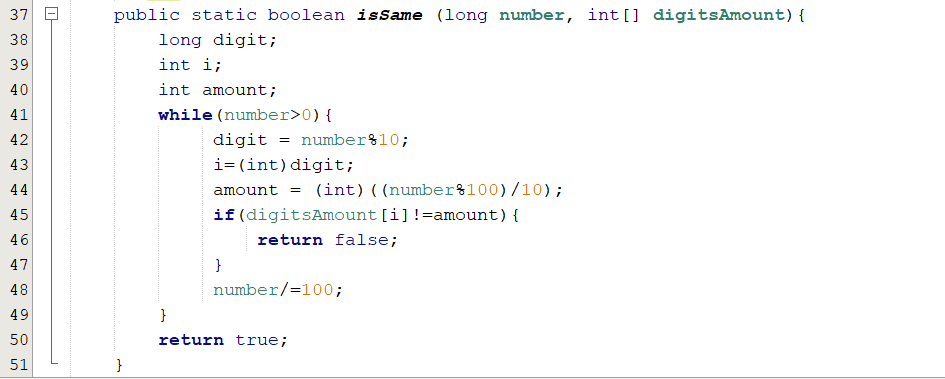 37 public static boolean isSame (long number, int[] digitsAmount){
38 long digit;
39 int i;
40 int amount;
41 while(number>0){
42 digit = number%10;
43 i=(int)digit;
44 amount = (int)((number%100)/10);
45 if(digitsAmount[i]!=amount){
46 return false;
47 }
48 number/=100;
49 }
50 return true;
51 }